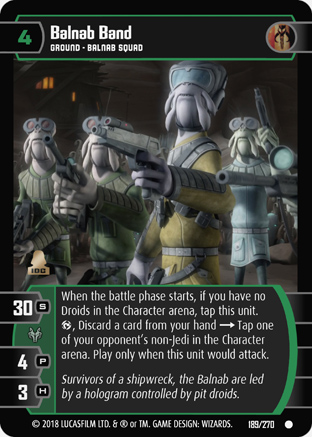 4 Balnab Band
GROUND - BALNAB SQUAD
IDC
30 S
4 P
3 H
When the battle phase starts, if you have no
Droids in the Character arena, tap this unit.
, Discard a card from your hand → Tap one
of your opponent's non-Jedi in the Character
arena. Play only when this unit would attack.
Survivors of a shipwreck, the Balnab are led
by a hologram controlled by pit droids.
© 2018 LUCASFILM LTD. & ® or TM. GAME DESIGN: WIZARDS. 189/270